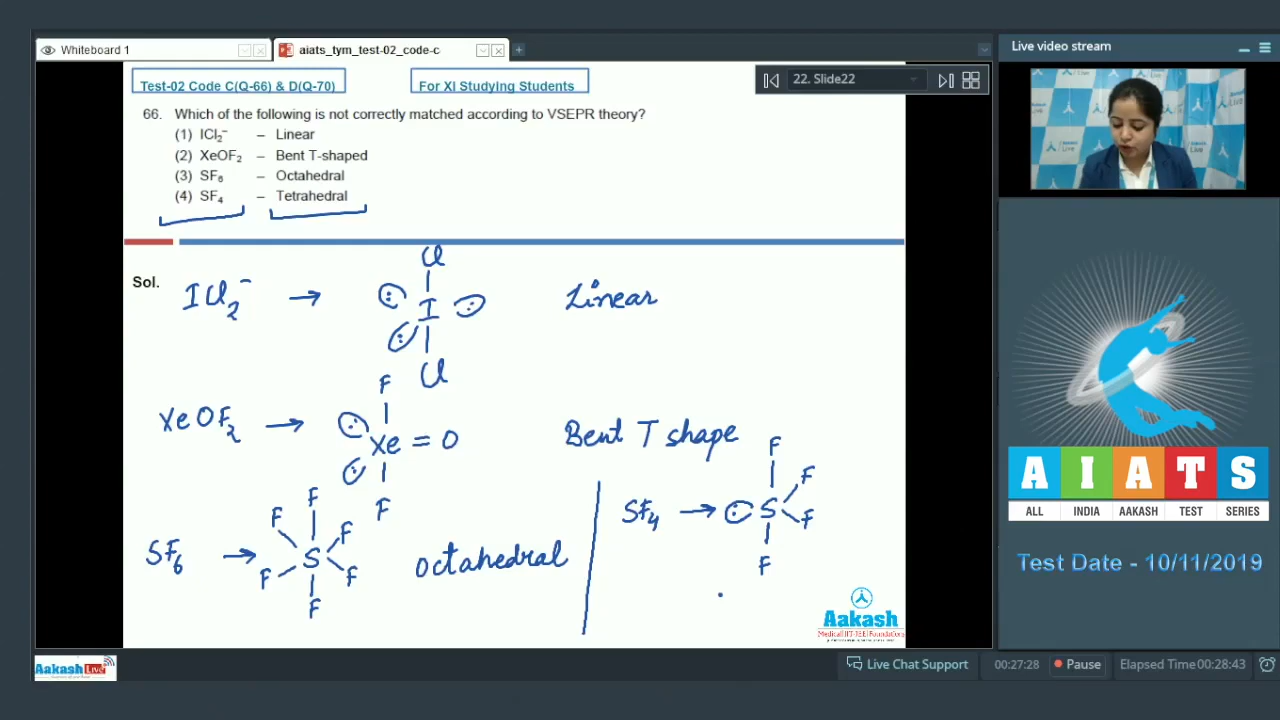 Whiteboard 1
aiats_tym_test-02_code-c
Live video stream
Test-02 Code C(Q-66) & D(Q-70)
For XI Studying Students
22. Slide22
66. Which of the following is not correctly matched according to VSEPR theory?
(1) ICl₂⁻ – Linear
(2) XeOF₂ – Bent T-shaped
(3) SF₆ – Octahedral
(4) SF₄ – Tetrahedral
Sol.
ICl₂⁻ → Cl I Cl Linear
XeOF₂ → F Xe = O F Bent T shape
SF₆ → F F F S F F F octahedral
SF₄ → F F S F F
Aakash
Medical|IIT-JEE|Foundations
AIATS
ALL INDIA AAKASH TEST SERIES
Test Date - 10/11/2019
Aakash Live
Live Chat Support
00:27:28
Pause
Elapsed Time 00:28:43